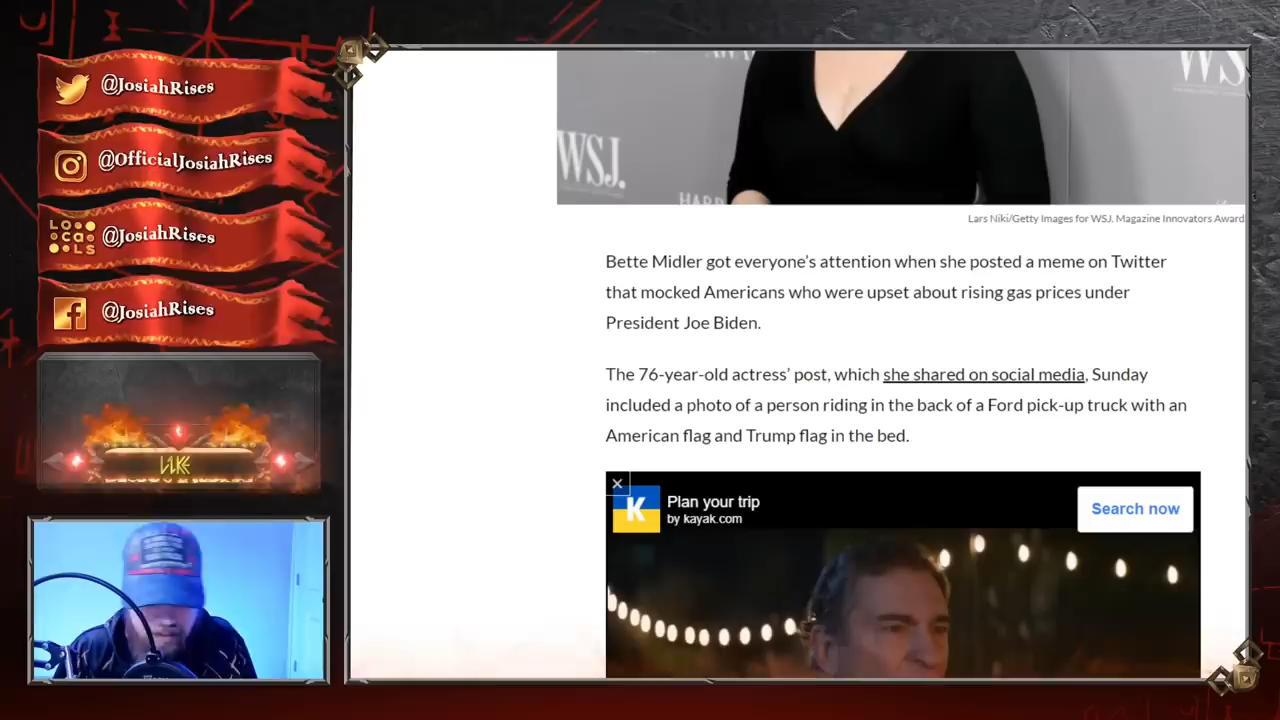 @JosiahRises
@OfficialJosiahRises
LOCALS
@JosiahRises
@JosiahRises
LIKE
WSJ.
WS
HARP
Lars Niki/Getty Images for WSJ. Magazine Innovators Award
Bette Midler got everyone's attention when she posted a meme on Twitter
that mocked Americans who were upset about rising gas prices under
President Joe Biden.
The 76-year-old actress' post, which she shared on social media, Sunday
included a photo of a person riding in the back of a Ford pick-up truck with an
American flag and Trump flag in the bed.
K
Plan your trip
by kayak.com
Search now